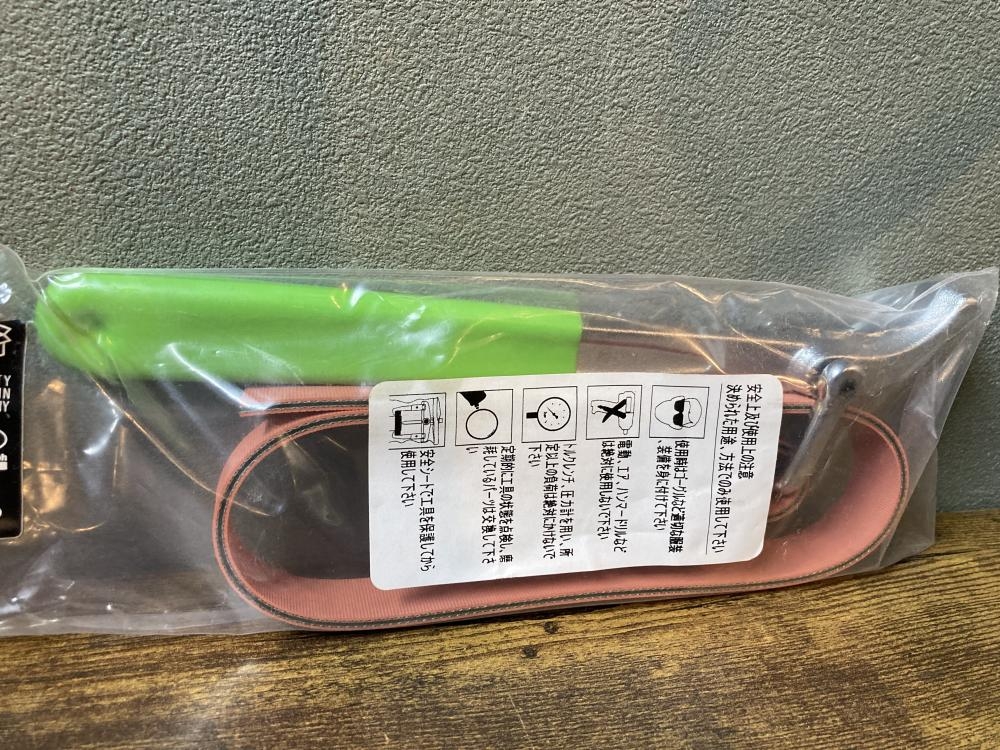 安全上及び使用上の注意
決められた用途、方法でのみ使用して下さい
使用時はゴーグルなど適切な服装
、装備を身に付けて下さい
電動、エア、ハンマードリルなど
は絶対に使用しないで下さい
トルクレンチ、圧力計を用い、所
定以上の負荷は絶対にかけないで
下さい
定期的に工具の状態を点検し、磨
耗しているパーツは交換して下さ
い
安全シートで工具を保護してから
使用して下さい